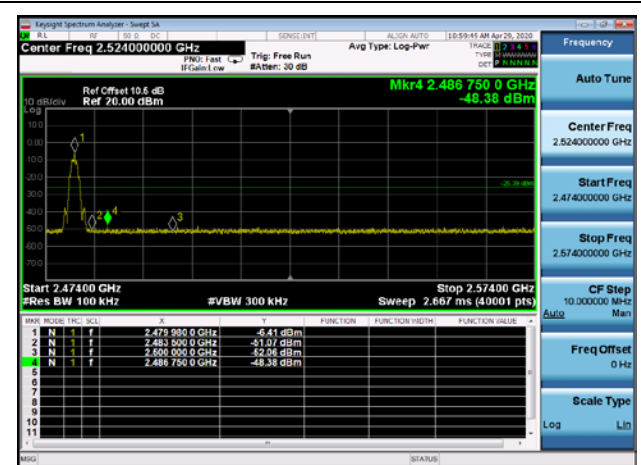 Keysight Spectrum Analyzer - Swept SA
RL RF 50 Ω DC SENSE:INT ALIGN AUTO 10:59:45 AM Apr 29, 2020
Center Freq 2.524000000 GHz
PNO: Fast Trig: Free Run Avg Type: Log-Pwr TRACE 1 2 3 4 5 6
IFGain:Low #Atten: 30 dB TYPE
DET P N N N N N
Frequency
Auto Tune
Ref Offset 10.6 dB Mkr4 2.486 750 0 GHz
10 dB/div Ref 20.00 dBm -48.38 dBm
Log
10.0
0.00
-10.0
-20.0
-30.0
-40.0
-50.0
-60.0
-70.0
1
2 4 3
Center Freq
2.524000000 GHz
Start Freq
2.474000000 GHz
Stop Freq
2.574000000 GHz
Start 2.47400 GHz Stop 2.57400 GHz
#Res BW 100 kHz #VBW 300 kHz Sweep 2.667 ms (40001 pts)
CF Step
10.000000 MHz
Auto Man
Freq Offset
0 Hz
Scale Type
Log Lin
MKR MODE TRC SCL X Y FUNCTION FUNCTION WIDTH FUNCTION VALUE
1 N 1 f 2.479 980 0 GHz -6.41 dBm
2 N 1 f 2.483 500 0 GHz -51.07 dBm
3 N 1 f 2.500 000 0 GHz -52.06 dBm
4 N 1 f 2.486 750 0 GHz -48.38 dBm
5
6
7
8
9
10
11
MSG STATUS